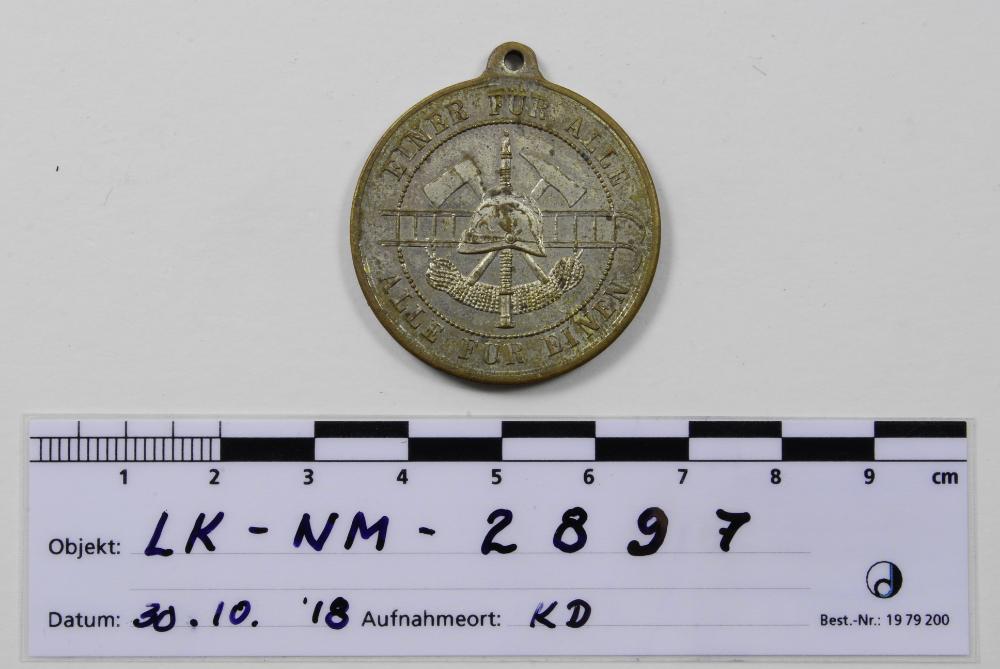 EINER FÜR ALLE
ALLE FÜR EINEN
1 2 3 4 5 6 7 8 9 cm
Objekt: LK - NM - 2897
Datum: 30.10. '18 Aufnahmeort: KD
Best.-Nr.: 19 79 200